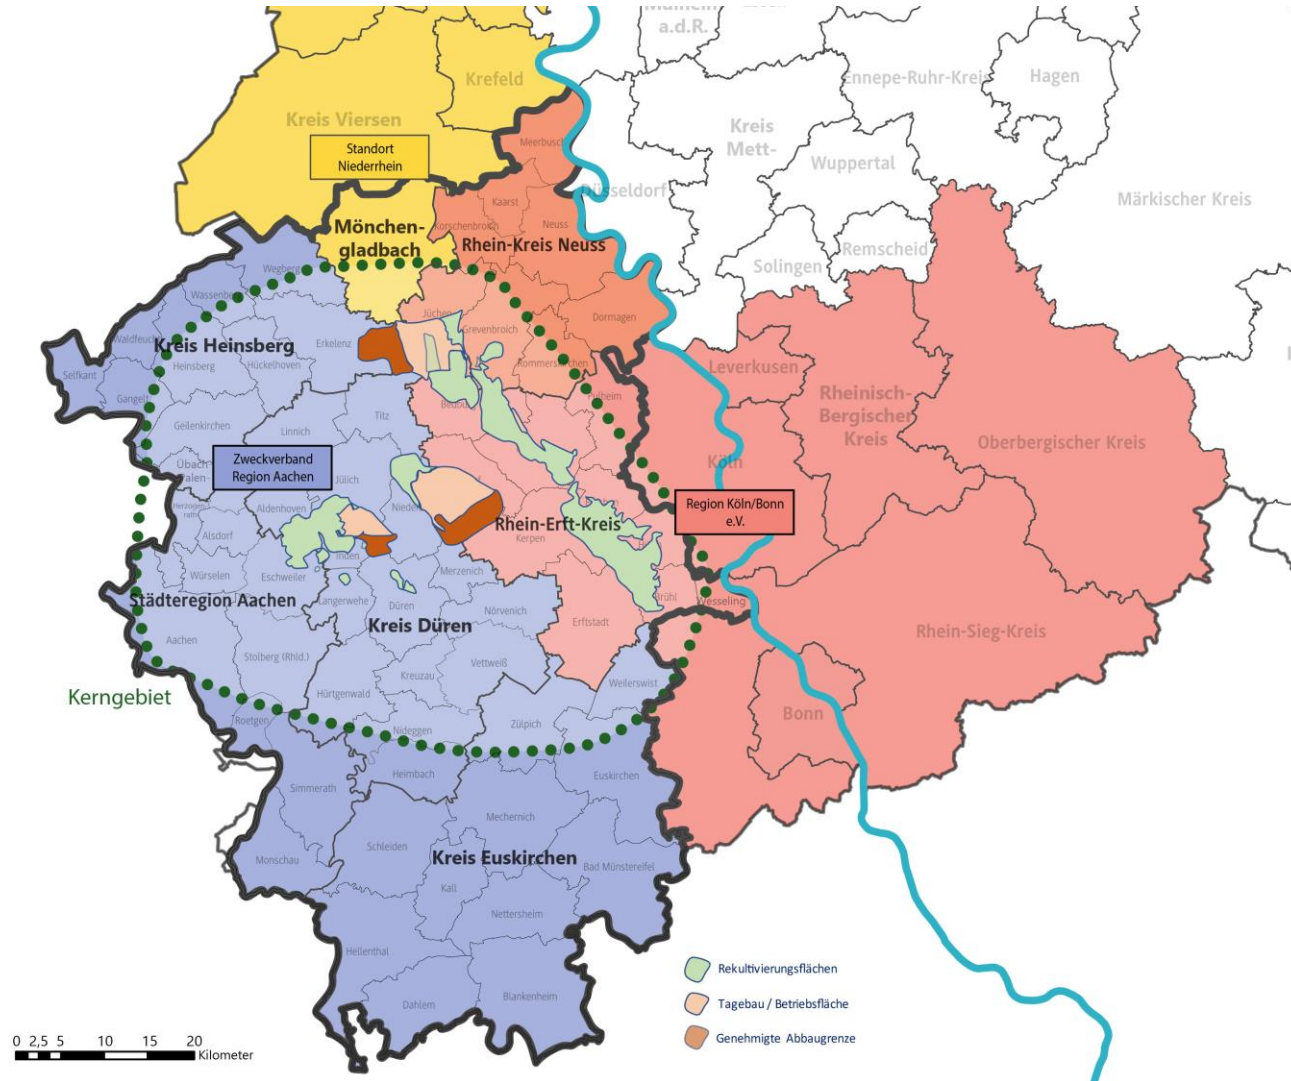 a.d.R.
Ennepe-Ruhr-Kreis
Hagen
Krefeld
Kreis Viersen
Kreis
Mett-
Wuppertal
Meerbusch
Standort
Niederrhein
Düsseldorf
Märkischer Kreis
Kaarst
Korschenbroich
Neuss
Mönchen-
gladbach
Rhein-Kreis Neuss
Remscheid
Solingen
Wegberg
Wassenberg
Jüchen
Dormagen
Grevenbroich
Waldfeucht
Kreis Heinsberg
Erkelenz
Heinsberg
Hückelhoven
Rommerskirchen
Leverkusen
Selfkant
Gangelt
Rheinisch-
Bergischer
Kreis
Pulheim
Bedburg
Titz
Geilenkirchen
Linnich
Oberbergischer Kreis
Zweckverband
Region Aachen
Köln
Übach-
Palen-
Jülich
Herzogen-
rath
Aldenhoven
Region Köln/Bonn
e.V.
Rhein-Erft-Kreis
Kerpen
Alsdorf
Inden
Würselen
Eschweiler
Merzenich
Städteregion Aachen
Langerwehe
Düren
Brühl
Wesseling
Nörvenich
Kreis Düren
Erftstadt
Rhein-Sieg-Kreis
Aachen
Stolberg (Rhld.)
Vettweiß
Kreuzau
Weilerswist
Kerngebiet
Hürtgenwald
Bonn
Roetgen
Nideggen
Zülpich
Heimbach
Euskirchen
Simmerath
Mechernich
Schleiden
Monschau
Kreis Euskirchen
Bad Münstereifel
Kall
Nettersheim
Hellenthal
Rekultivierungsflächen
Blankenheim
Dahlem
Tagebau / Betriebsfläche
Genehmigte Abbaugrenze
0 2,5 5 10 15 20
Kilometer